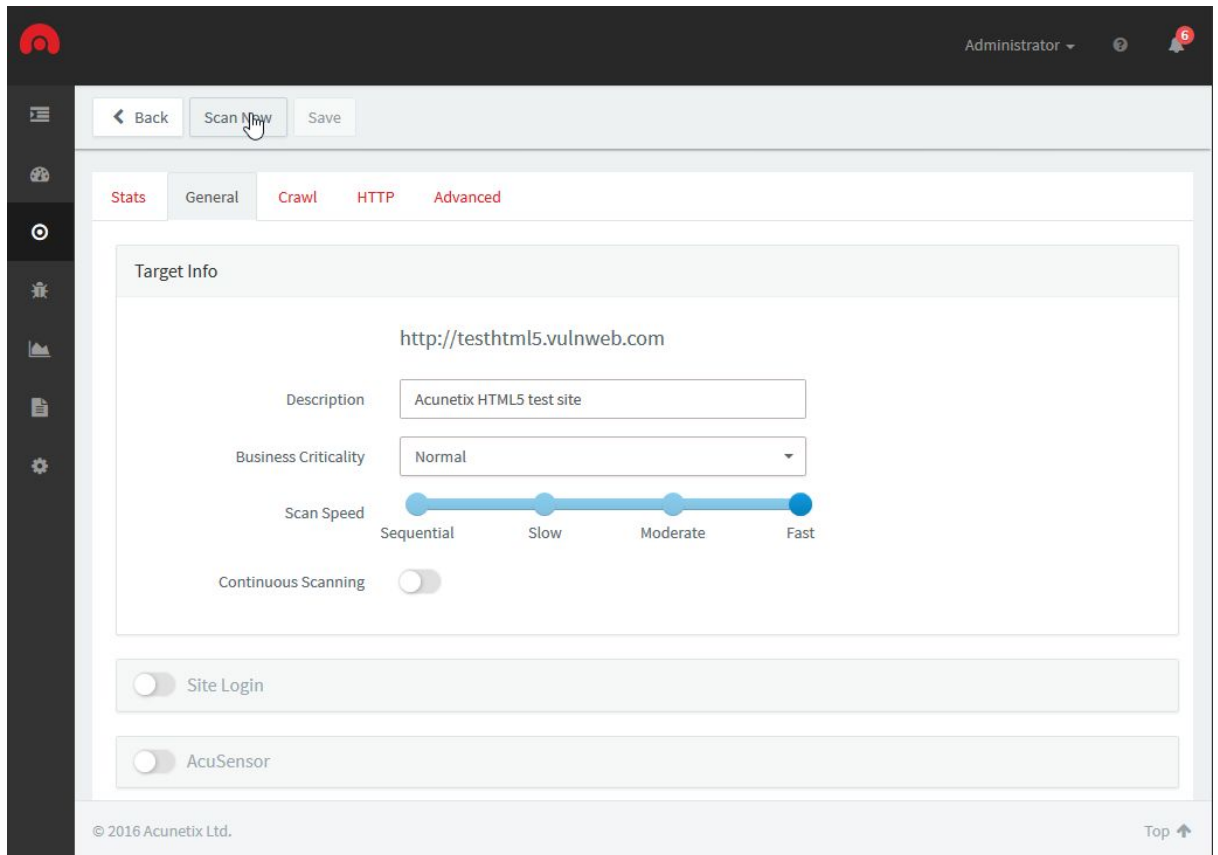 Administrator
6
Back
Scan Now
Save
Stats
General
Crawl
HTTP
Advanced
Target Info
http://testhtml5.vulnweb.com
Description
Acunetix HTML5 test site
Business Criticality
Normal
Scan Speed
Sequential
Slow
Moderate
Fast
Continuous Scanning
Site Login
AcuSensor
© 2016 Acunetix Ltd.
Top